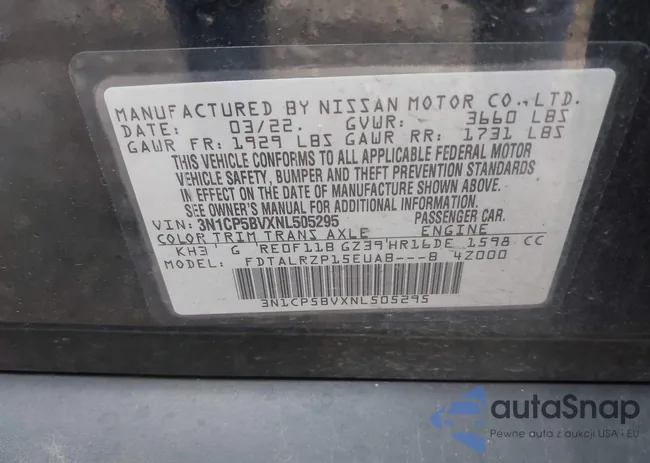 MANUFACTURED BY NISSAN MOTOR CO., LTD.
DATE: 03/22. GVWR: 3660 LBS
GAWR FR: 1929 LBS GAWR RR: 1731 LBS
THIS VEHICLE CONFORMS TO ALL APPLICABLE FEDERAL MOTOR
VEHICLE SAFETY, BUMPER AND THEFT PREVENTION STANDARDS
IN EFFECT ON THE DATE OF MANUFACTURE SHOWN ABOVE.
SEE OWNER'S MANUAL FOR ADDITIONAL INFORMATION.
VIN: 3N1CP5BVXNL505295 PASSENGER CAR.
COLOR TRIM TRANS AXLE ENGINE
KH3 G RE0F11B GZ39 HR16DE 1598 CC
MODEL: FDTALRZP15EUAB---B 4Z000
3N1CP5BVXNL505295
autaSnap
Pewne auta z aukcji USA i EU